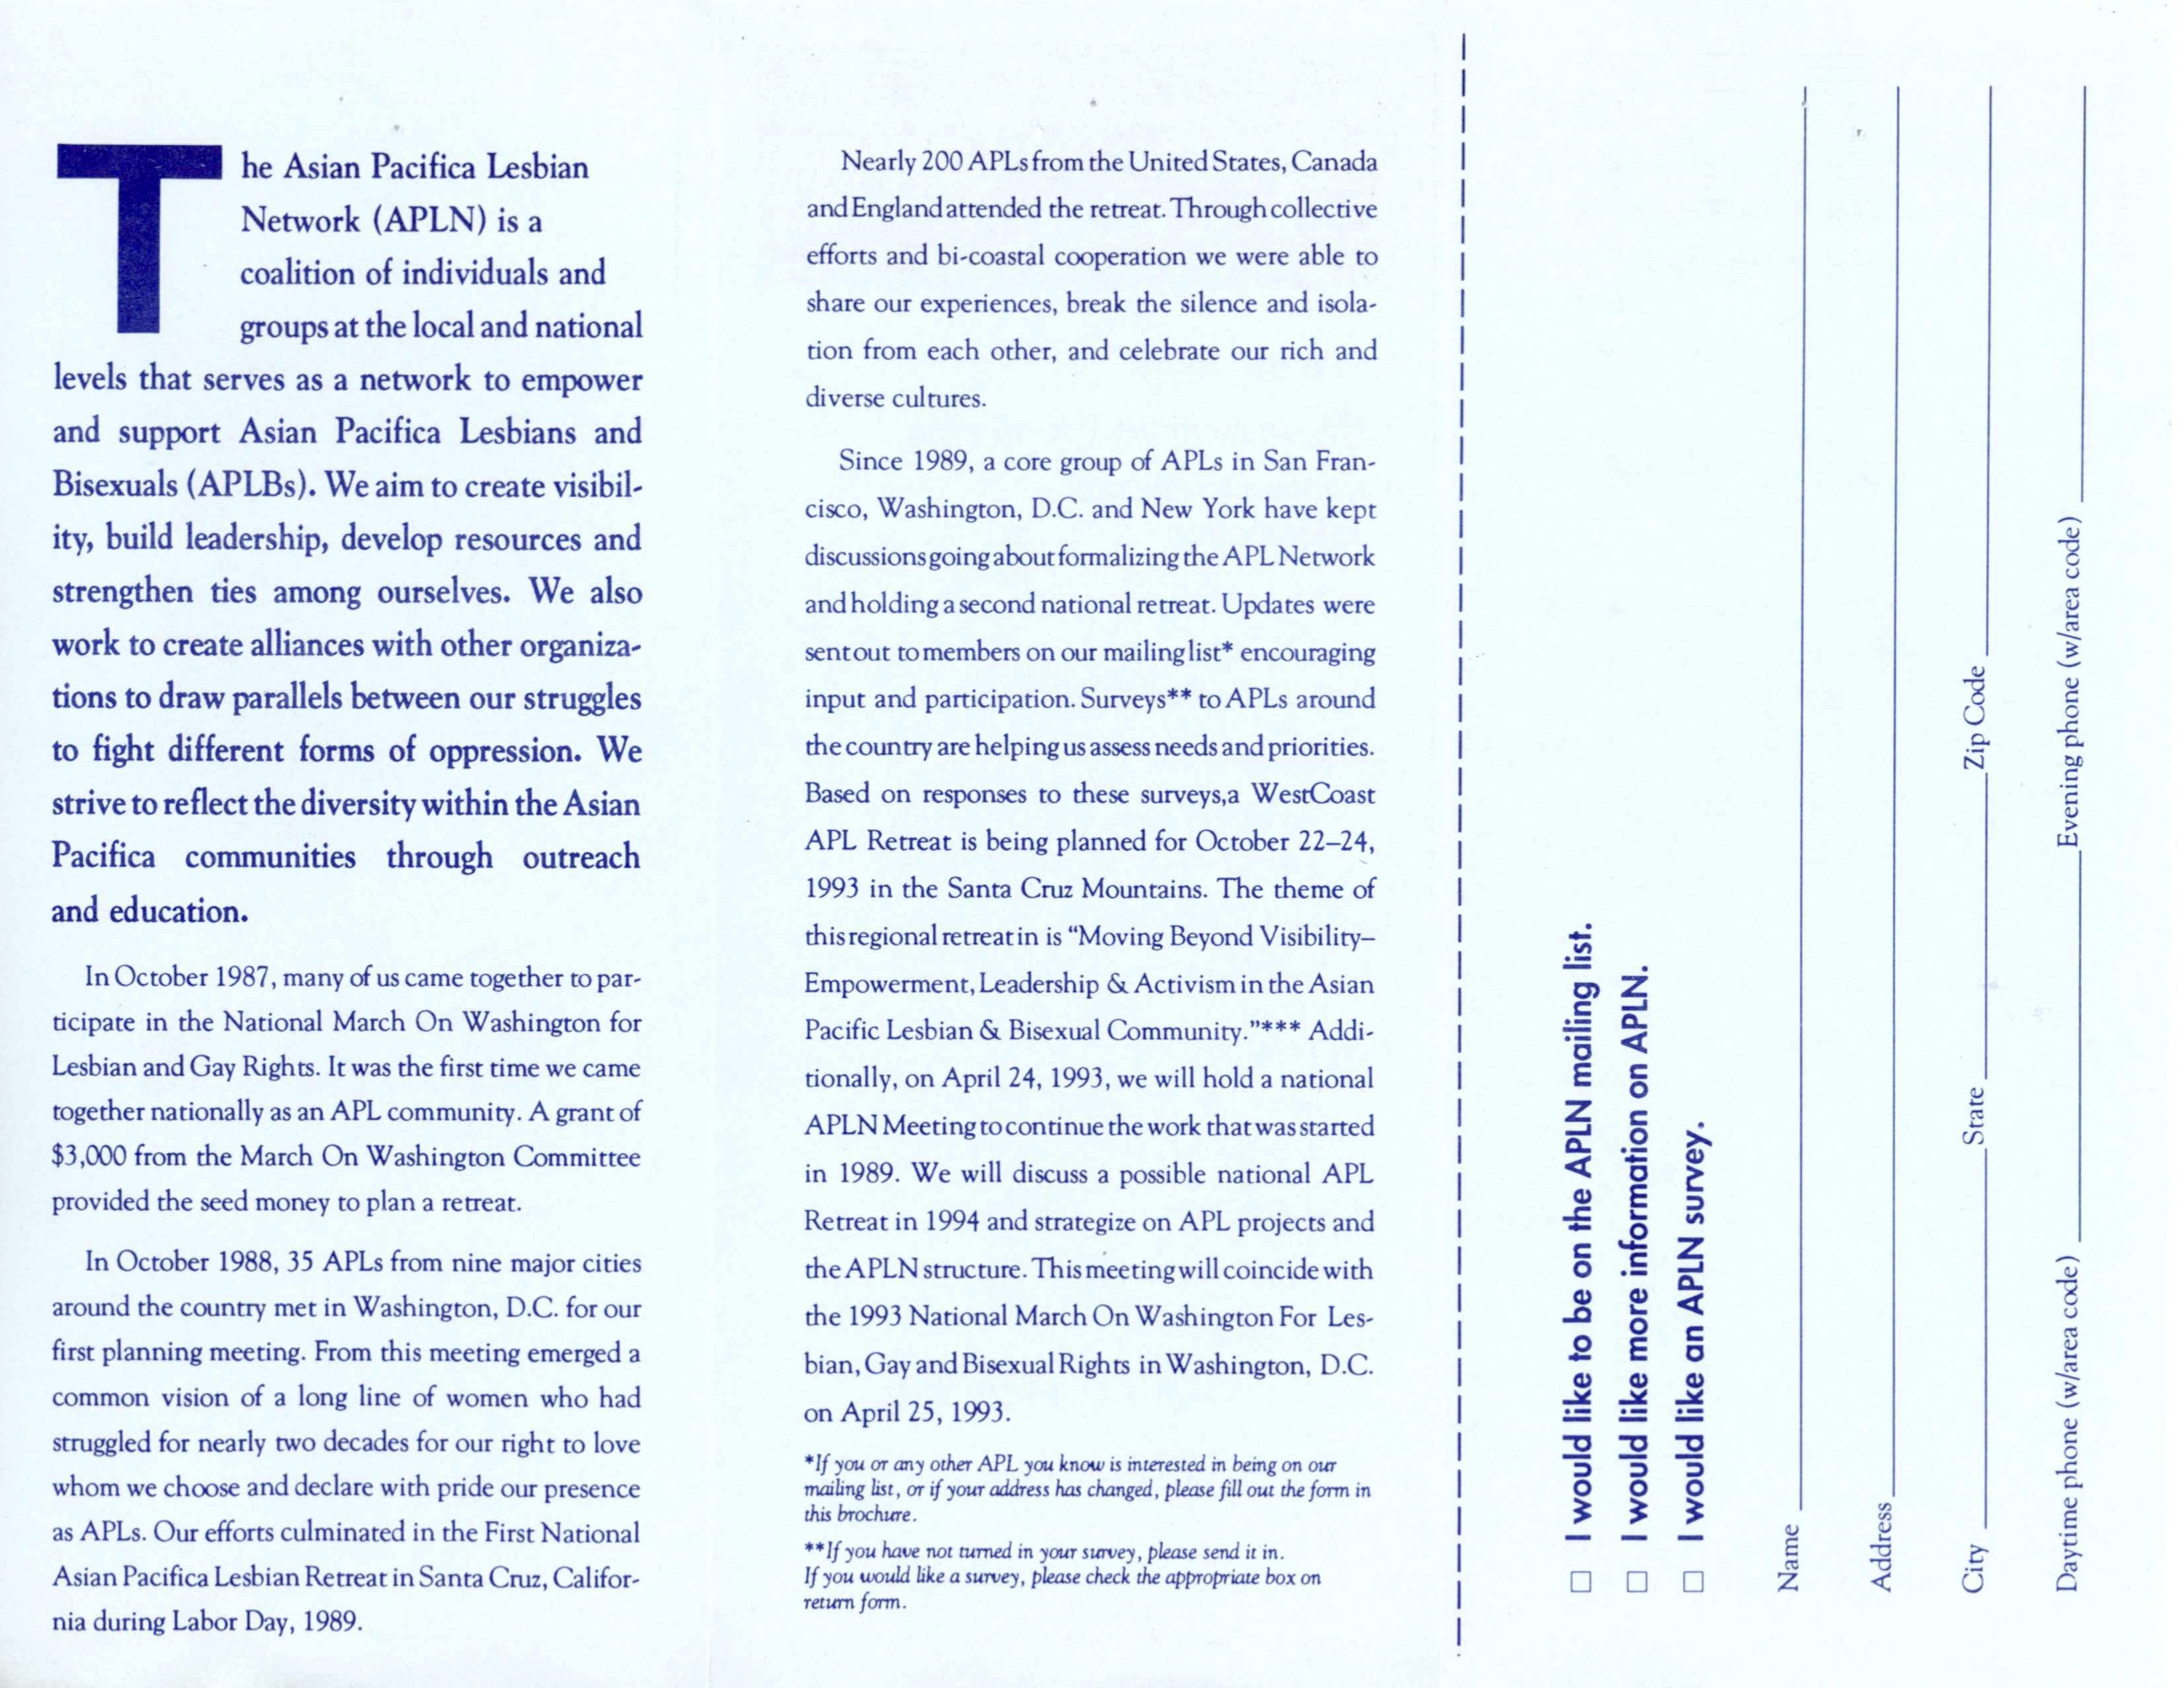 The Asian Pacifica Lesbian
Network (APLN) is a
coalition of individuals and
groups at the local and national
levels that serves as a network to empower
and support Asian Pacifica Lesbians and
Bisexuals (APLBs). We aim to create visibil-
ity, build leadership, develop resources and
strengthen ties among ourselves. We also
work to create alliances with other organiza-
tions to draw parallels between our struggles
to fight different forms of oppression. We
strive to reflect the diversity within the Asian
Pacifica communities through outreach
and education.
In October 1987, many of us came together to par-
ticipate in the National March On Washington for
Lesbian and Gay Rights. It was the first time we came
together nationally as an APL community. A grant of
$3,000 from the March On Washington Committee
provided the seed money to plan a retreat.
In October 1988, 35 APLs from nine major cities
around the country met in Washington, D.C. for our
first planning meeting. From this meeting emerged a
common vision of a long line of women who had
struggled for nearly two decades for our right to love
whom we choose and declare with pride our presence
as APLs. Our efforts culminated in the First National
Asian Pacifica Lesbian Retreat in Santa Cruz, Califor-
nia during Labor Day, 1989.
Nearly 200 APLs from the United States, Canada
and England attended the retreat. Through collective
efforts and bi-coastal cooperation we were able to
share our experiences, break the silence and isola-
tion from each other, and celebrate our rich and
diverse cultures.
Since 1989, a core group of APLs in San Fran-
cisco, Washington, D.C. and New York have kept
discussions going about formalizing the APL Network
and holding a second national retreat. Updates were
sent out to members on our mailing list* encouraging
input and participation. Surveys** to APLs around
the country are helping us assess needs and priorities.
Based on responses to these surveys,a WestCoast
APL Retreat is being planned for October 22–24,
1993 in the Santa Cruz Mountains. The theme of
this regional retreat in is “Moving Beyond Visibility–
Empowerment, Leadership & Activism in the Asian
Pacific Lesbian & Bisexual Community.”*** Addi-
tionally, on April 24, 1993, we will hold a national
APLN Meeting to continue the work that was started
in 1989. We will discuss a possible national APL
Retreat in 1994 and strategize on APL projects and
the APLN structure. This meeting will coincide with
the 1993 National March On Washington For Les-
bian, Gay and Bisexual Rights in Washington, D.C.
on April 25, 1993.
*If you or any other APL you know is interested in being on our
mailing list, or if your address has changed, please fill out the form in
this brochure.
**If you have not turned in your survey, please send it in.
If you would like a survey, please check the appropriate box on
return form.
□ I would like to be on the APLN mailing list.
□ I would like more information on APLN.
□ I would like an APLN survey.
Name
Address
City State Zip Code
Daytime phone (w/area code) Evening phone (w/area code)